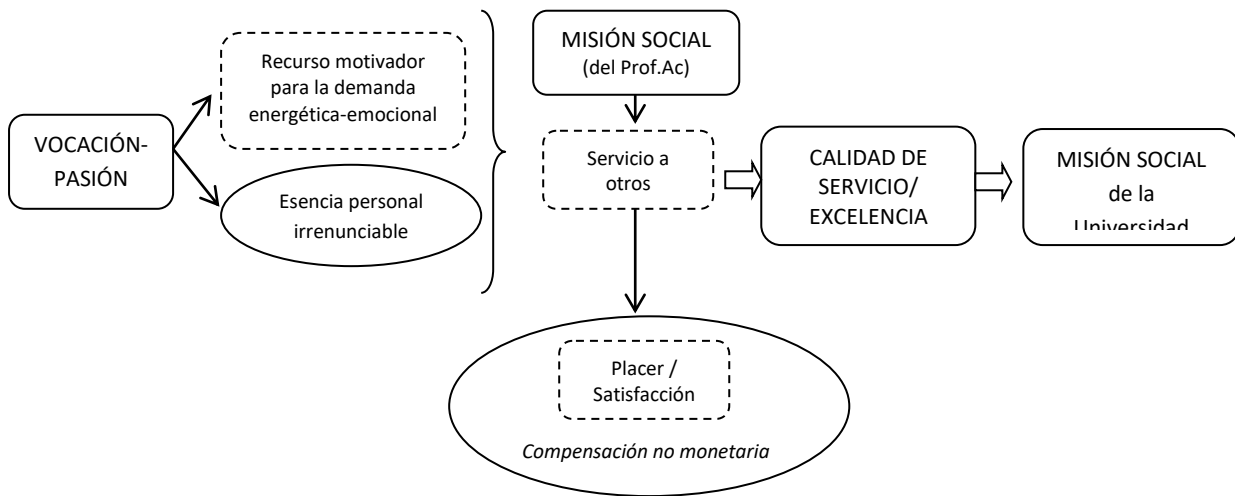 VOCACIÓN-
PASIÓN
Recurso motivador
para la demanda
energética-emocional
Esencia personal
irrenunciable
MISIÓN SOCIAL
(del Prof.Ac)
Servicio a
otros
CALIDAD DE
SERVICIO/
EXCELENCIA
MISIÓN SOCIAL
de la
Universidad
Placer /
Satisfacción
Compensación no monetaria